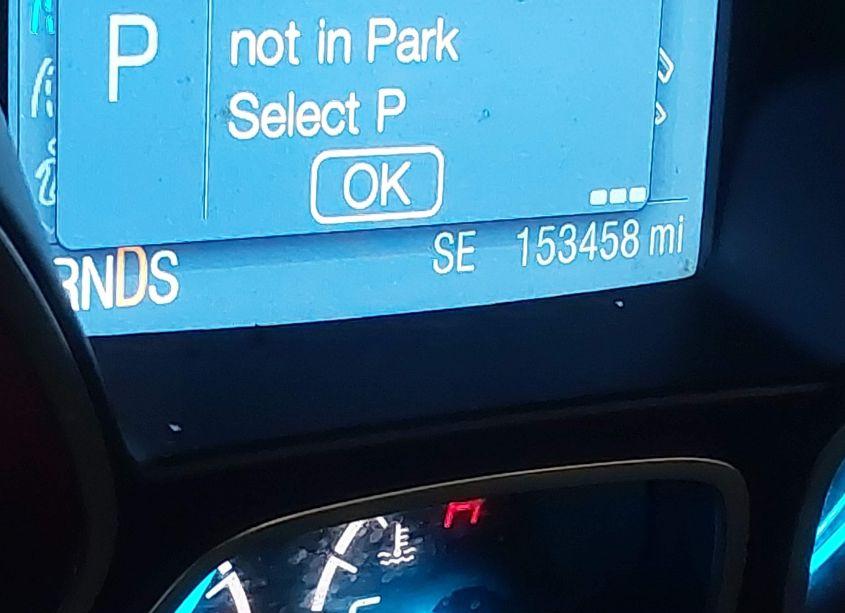 P
not in Park
Select P
OK
RNDS
SE 153458 mi